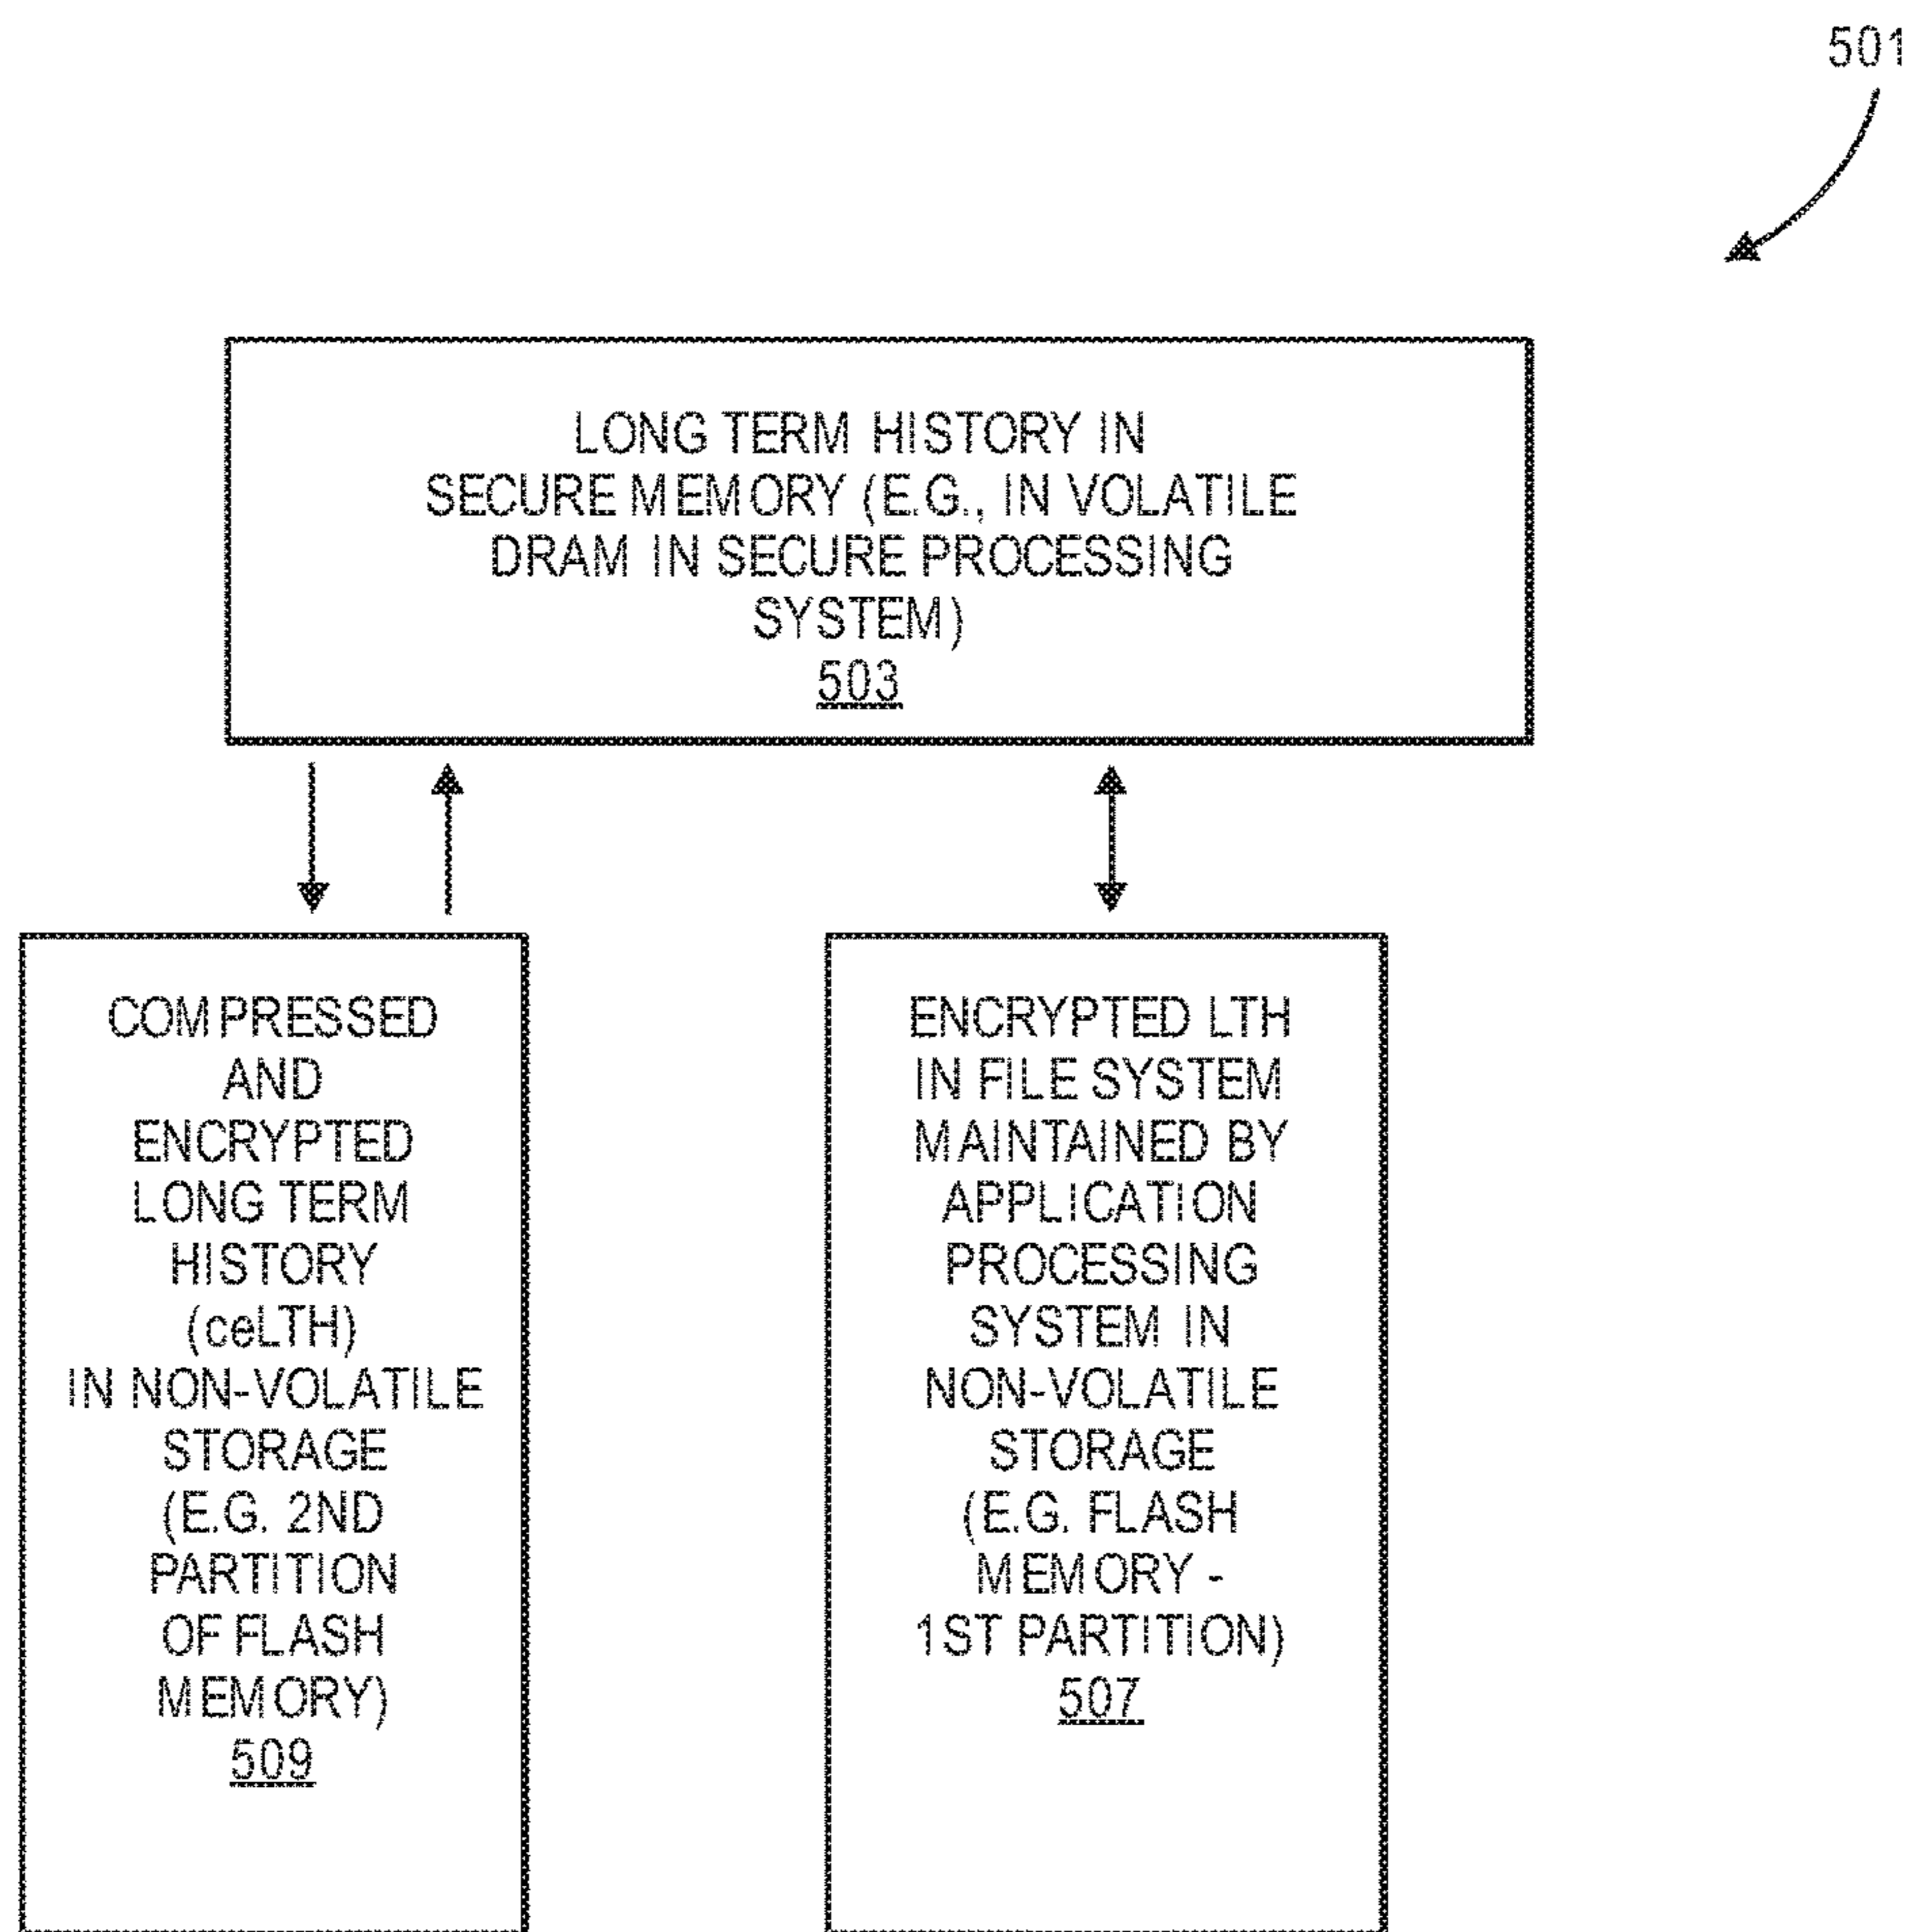 501
LONG TERM HISTORY IN
SECURE MEMORY (E.G., IN VOLATILE
DRAM IN SECURE PROCESSING
SYSTEM)
503
COMPRESSED
AND
ENCRYPTED
LONG TERM
HISTORY
(ceLTH)
IN NON-VOLATILE
STORAGE
(E.G. 2ND
PARTITION
OF FLASH
MEMORY)
509
ENCRYPTED LTH
IN FILE SYSTEM
MAINTAINED BY
APPLICATION
PROCESSING
SYSTEM IN
NON-VOLATILE
STORAGE
(E.G. FLASH
MEMORY -
1ST PARTITION)
507